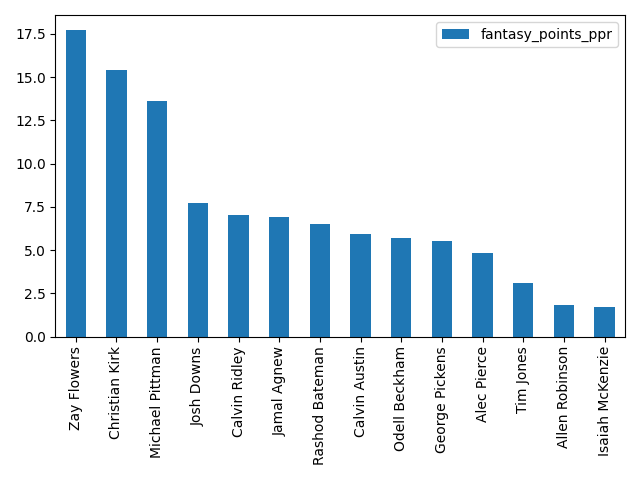 fantasy_points_ppr
17.5
15.0
12.5
10.0
7.5
5.0
2.5
0.0
Zay Flowers
Christian Kirk
Michael Pittman
Josh Downs
Calvin Ridley
Jamal Agnew
Rashod Bateman
Calvin Austin
Odell Beckham
George Pickens
Alec Pierce
Tim Jones
Allen Robinson
Isaiah McKenzie